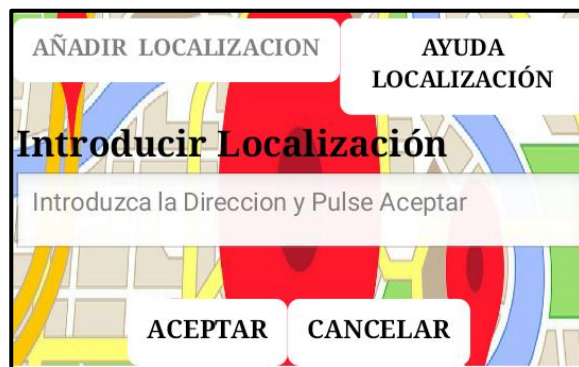 AÑADIR LOCALIZACION
AYUDA
LOCALIZACIÓN
Introducir Localización
Introduzca la Direccion y Pulse Aceptar
ACEPTAR
CANCELAR